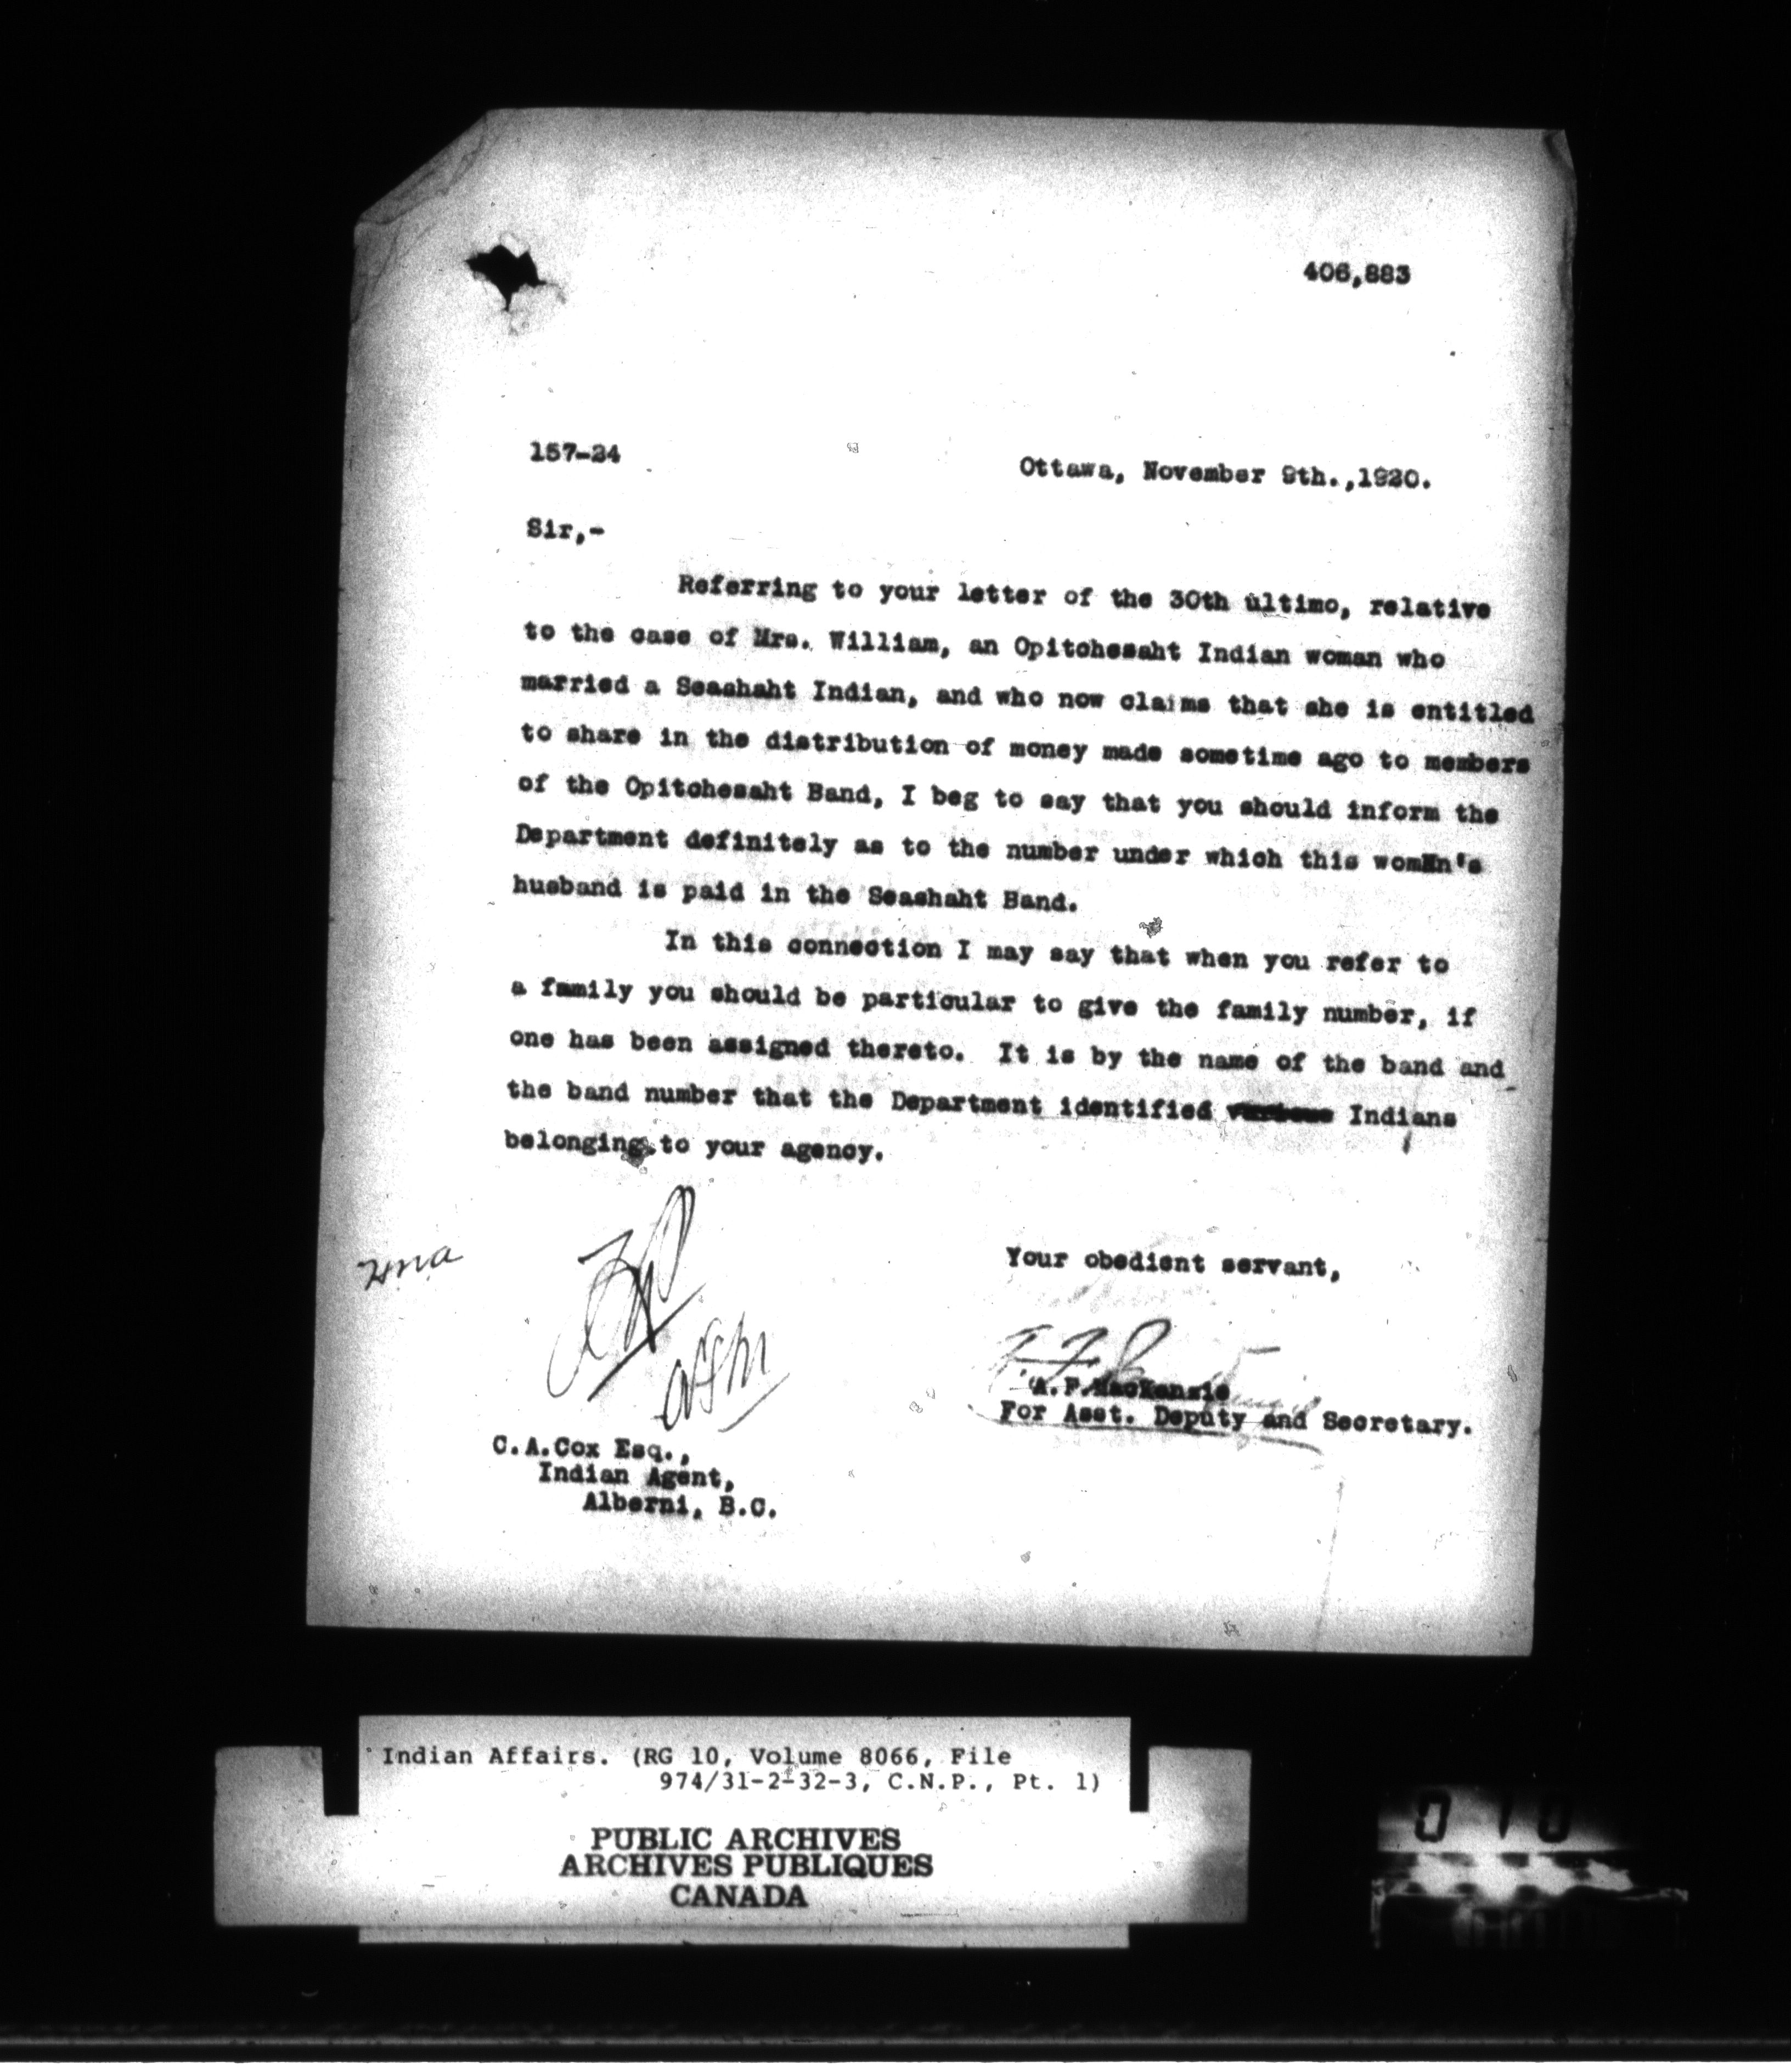 406,883
157-24
Ottawa, November 9th.,1920.
Sir,-
Referring to your letter of the 30th ultimo, relative
to the case of Mrs. William, an Opitchesaht Indian woman who
married a Seashaht Indian, and who now claims that she is entitled
to share in the distribution of money made sometime ago to members
of the Opitchesaht Band, I beg to say that you should inform the
Department definitely as to the number under which this woman's
husband is paid in the Seashaht Band.
In this connection I may say that when you refer to
a family you should be particular to give the family number, if
one has been assigned thereto. It is by the name of the band and
the band number that the Department identified various Indians
belonging to your agency.
Your obedient servant,
A.F.MacKenzie
For Asst. Deputy and Secretary.
C.A.Cox Esq.,
Indian Agent,
Alberni, B.C.
Indian Affairs. (RG 10, Volume 8066, File
974/31-2-32-3, C.N.P., Pt. 1)
PUBLIC ARCHIVES
ARCHIVES PUBLIQUES
CANADA
010